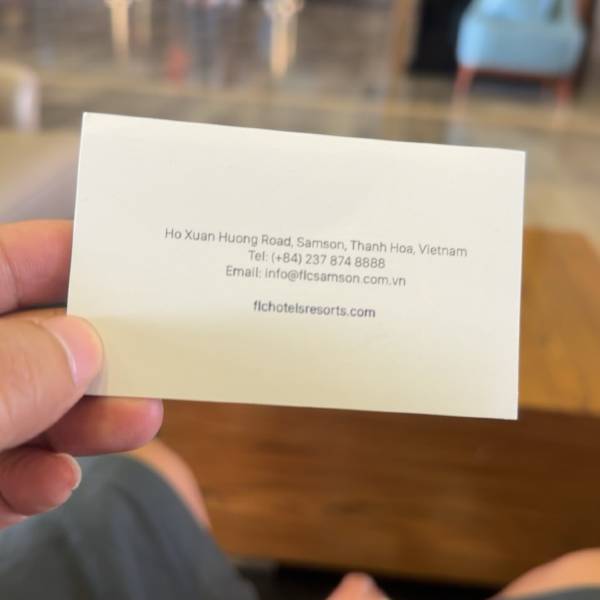 Ho Xuan Huong Road, Samson, Thanh Hoa, Vietnam
Tel: (+84) 237 874 8888
Email: info@flcsamson.com.vn
flchotelsresorts.com